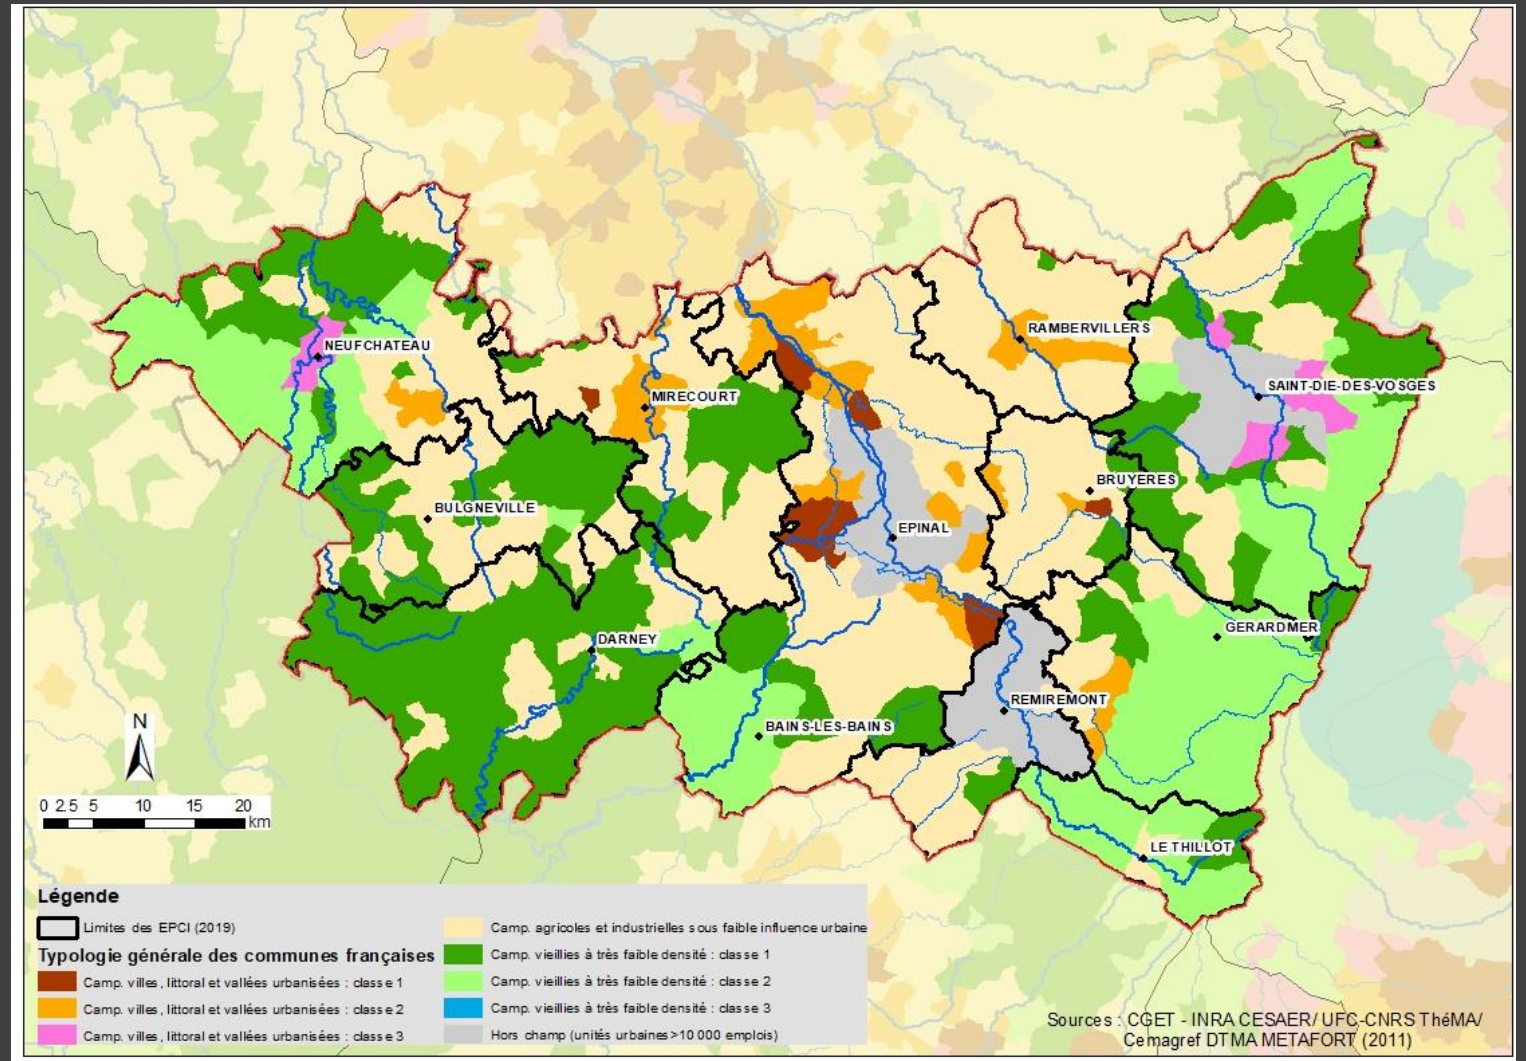 RAMBERVILLERS
NEUFCHATEAU
SAINT-DIE-DES-VOSGES
MIRECOURT
BRUYERES
BULGNEVILLE
EPINAL
GERARDMER
DARNEY
REMIREMONT
BAINS-LES-BAINS
N
0 2.5 5 10 15 20
km
LE THILLOT
Légende
Limites des EPCI (2019)
Typologie générale des communes françaises
Camp. villes, littoral et vallées urbanisées : classe 1
Camp. villes, littoral et vallées urbanisées : classe 2
Camp. villes, littoral et vallées urbanisées : classe 3
Camp. agricoles et industrielles sous faible influence urbaine
Camp. vieillies à très faible densité : classe 1
Camp. vieillies à très faible densité : classe 2
Camp. vieillies à très faible densité : classe 3
Hors champ (unités urbaines>10 000 emplois)
Sources : CGET - INRA CESAER/ UFC-CNRS ThéMA/
Cemagref DTMA METAFORT (2011)